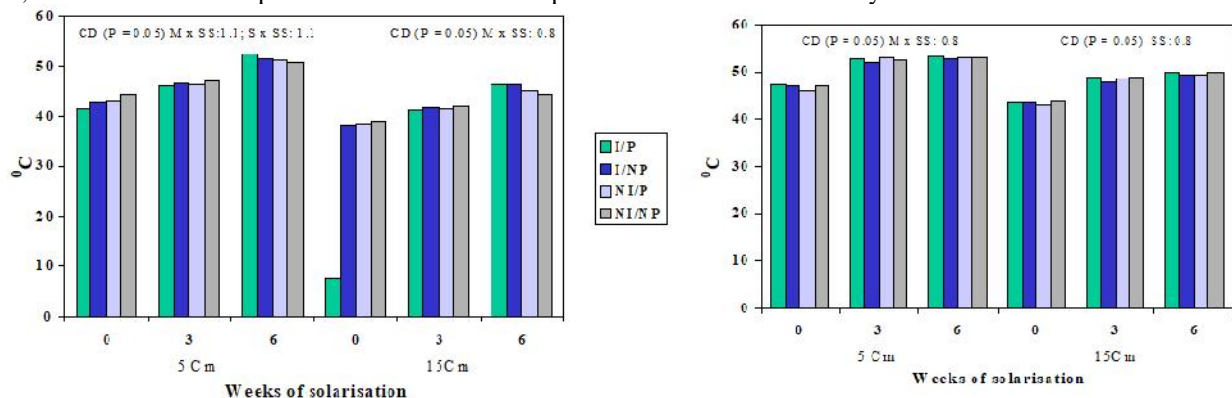 60
CD (P = 0.05) M x SS:1.1; S x SS: 1.1
CD (P = 0.05) M x SS: 0.8
50
40
30
20
10
0
⁰C
0
3
6
0
3
6
5 Cm
15Cm
Weeks of solarisation
I/P
I/NP
NI/P
NI/NP
60
CD (P = 0.05) M x SS: 0.8
CD (P = 0.05) SS: 0.8
50
40
30
20
10
0
⁰C
0
3
6
0
3
6
5 Cm
15Cm
Weeks of solarisation